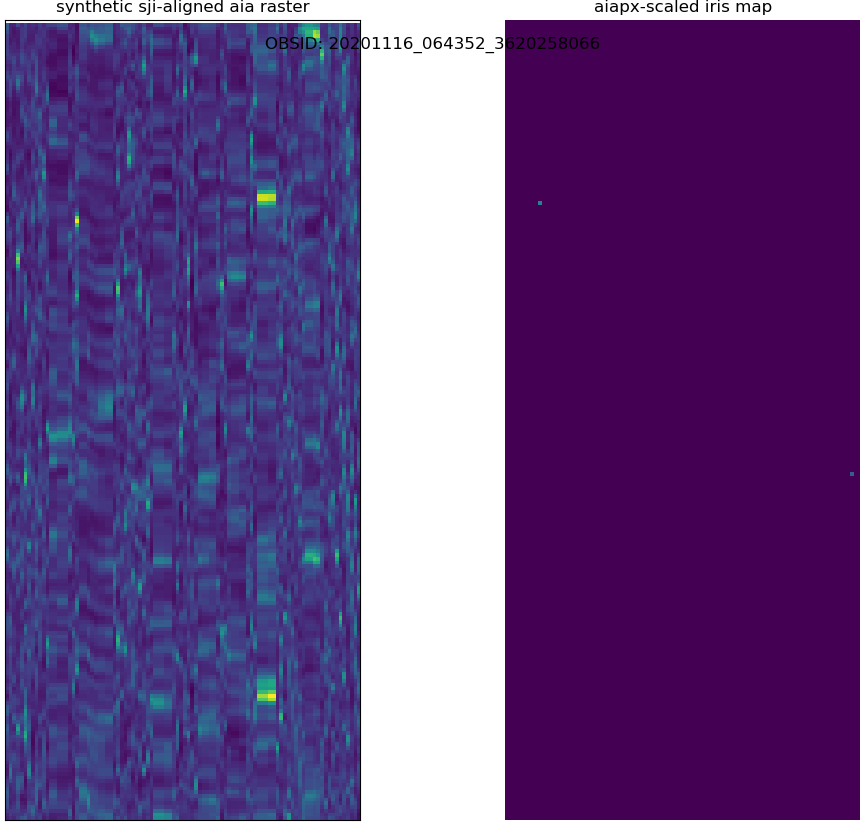 synthetic sji-aligned aia raster
aiapx-scaled iris map
OBSID: 20201116_064352_3620258066